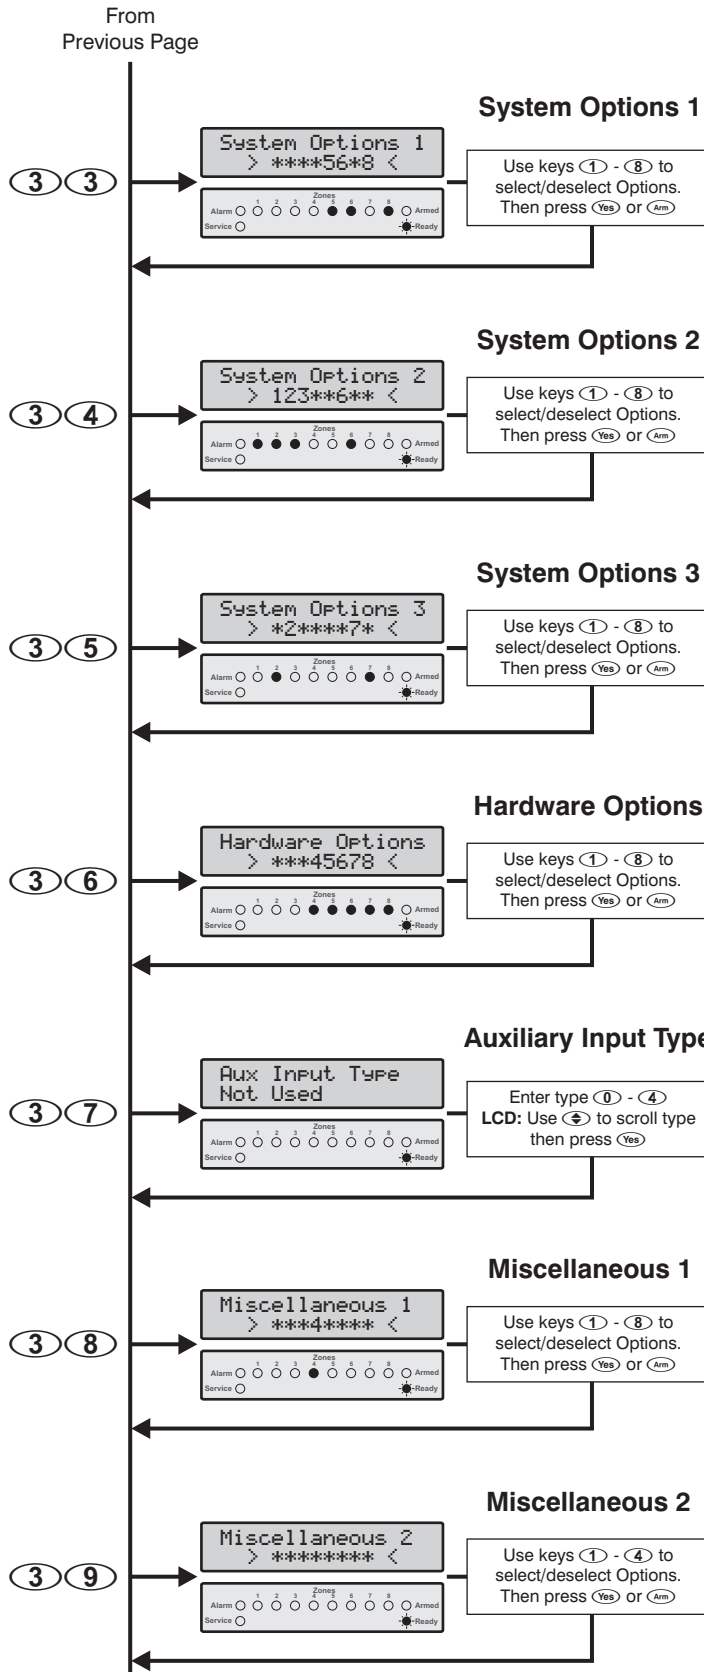 From
Previous Page
System Options 1
3 3
System Options 1
> ****56*8 <
Zones
1 2 3 4 5 6 7 8
Alarm Armed
Service Ready
Use keys 1 - 8 to
select/deselect Options.
Then press Yes or Arm
System Options 2
3 4
System Options 2
> 123**6** <
Zones
1 2 3 4 5 6 7 8
Alarm Armed
Service Ready
Use keys 1 - 8 to
select/deselect Options.
Then press Yes or Arm
System Options 3
3 5
System Options 3
> *2****7* <
Zones
1 2 3 4 5 6 7 8
Alarm Armed
Service Ready
Use keys 1 - 8 to
select/deselect Options.
Then press Yes or Arm
Hardware Options
3 6
Hardware Options
> ***45678 <
Zones
1 2 3 4 5 6 7 8
Alarm Armed
Service Ready
Use keys 1 - 8 to
select/deselect Options.
Then press Yes or Arm
Auxiliary Input Type
3 7
Aux Input Type
Not Used
Zones
1 2 3 4 5 6 7 8
Alarm Armed
Service Ready
Enter type 0 - 4
LCD: Use to scroll type
then press Yes
Miscellaneous 1
3 8
Miscellaneous 1
> ***4**** <
Zones
1 2 3 4 5 6 7 8
Alarm Armed
Service Ready
Use keys 1 - 8 to
select/deselect Options.
Then press Yes or Arm
Miscellaneous 2
3 9
Miscellaneous 2
> ******** <
Zones
1 2 3 4 5 6 7 8
Alarm Armed
Service Ready
Use keys 1 - 4 to
select/deselect Options.
Then press Yes or Arm